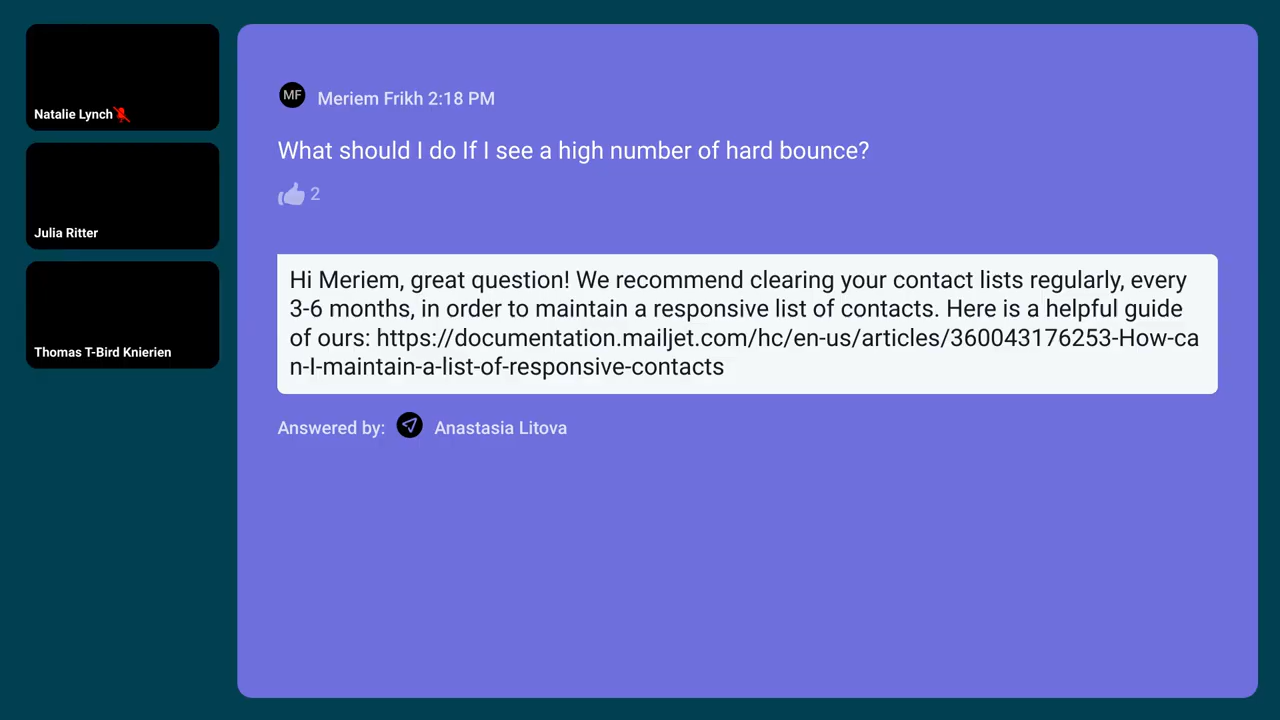 Natalie Lynch
Julia Ritter
Thomas T-Bird Knierien
MF Meriem Frikh 2:18 PM
What should I do If I see a high number of hard bounce?
2
Hi Meriem, great question! We recommend clearing your contact lists regularly, every
3-6 months, in order to maintain a responsive list of contacts. Here is a helpful guide
of ours: https://documentation.mailjet.com/hc/en-us/articles/360043176253-How-ca
n-I-maintain-a-list-of-responsive-contacts
Answered by: Anastasia Litova